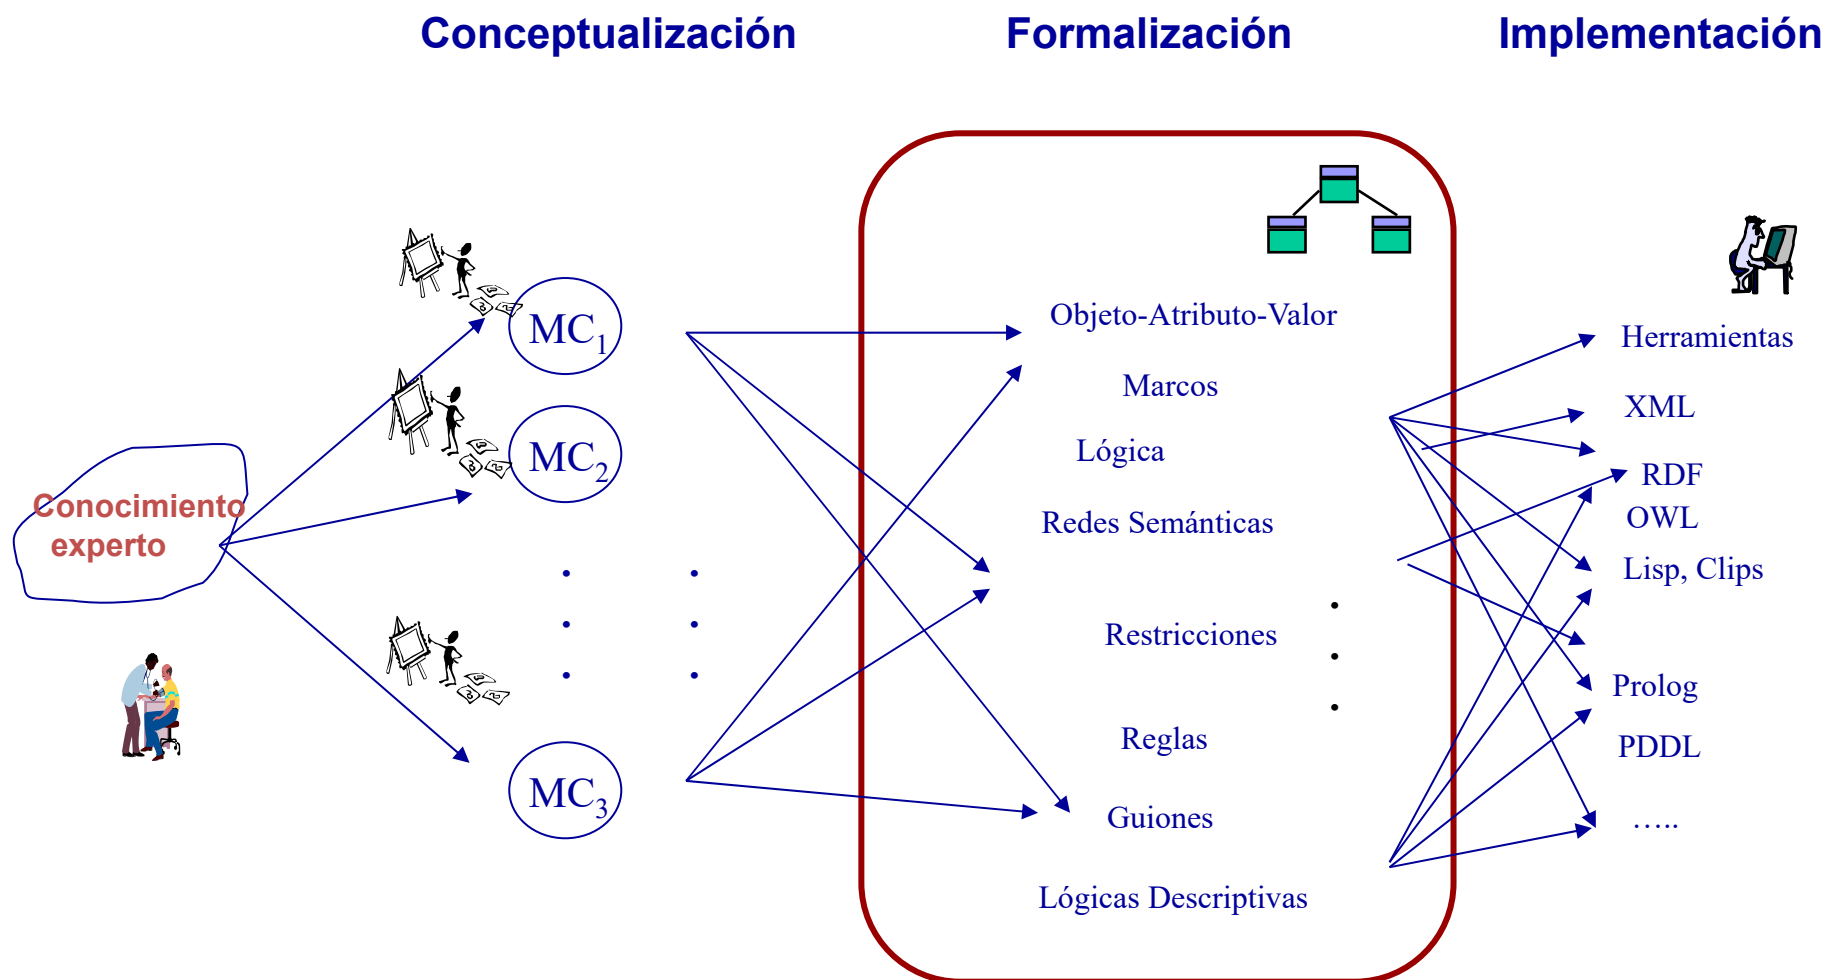 Conceptualización
Formalización
Implementación
Conocimiento
experto
MC1
MC2
MC3
Objeto-Atributo-Valor
Marcos
Lógica
Redes Semánticas
Restricciones
Reglas
Guiones
Lógicas Descriptivas
Herramientas
XML
RDF
OWL
Lisp, Clips
Prolog
PDDL
…..